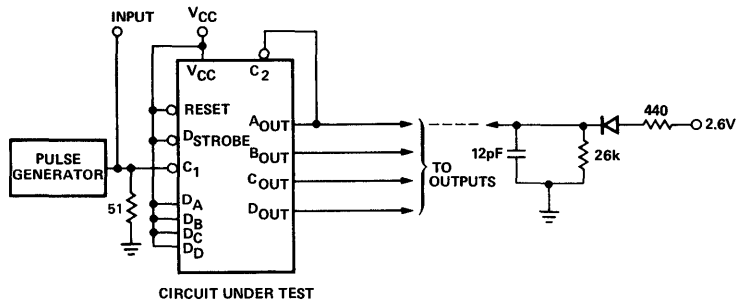 INPUT
VCC
VCC
C2
RESET
DSTROBE
PULSE
GENERATOR
C1
51
DA
DB
DC
DD
AOUT
BOUT
COUT
DOUT
TO
OUTPUTS
12pF
26k
440
2.6V
CIRCUIT UNDER TEST